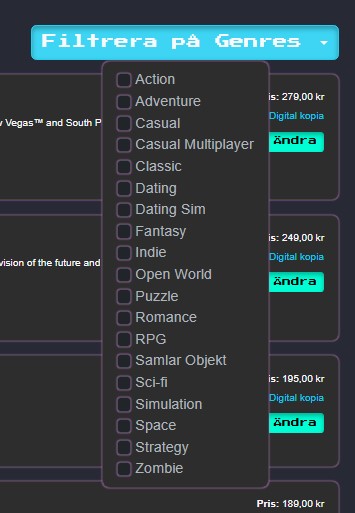 Filtrera på Genres
Action
is: 279,00 kr
Adventure
Digital kopia
w Vegas™ and South P
Casual
Casual Multiplayer
Ändra
Classic
Dating
Dating Sim
Fantasy
is: 249,00 kr
Indie
Digital kopia
vision of the future and
Open World
Ändra
Puzzle
Romance
RPG
Samlar Objekt
Sci-fi
is: 195,00 kr
Simulation
Digital kopia
Space
Ändra
Strategy
Zombie
Pris: 189,00 kr